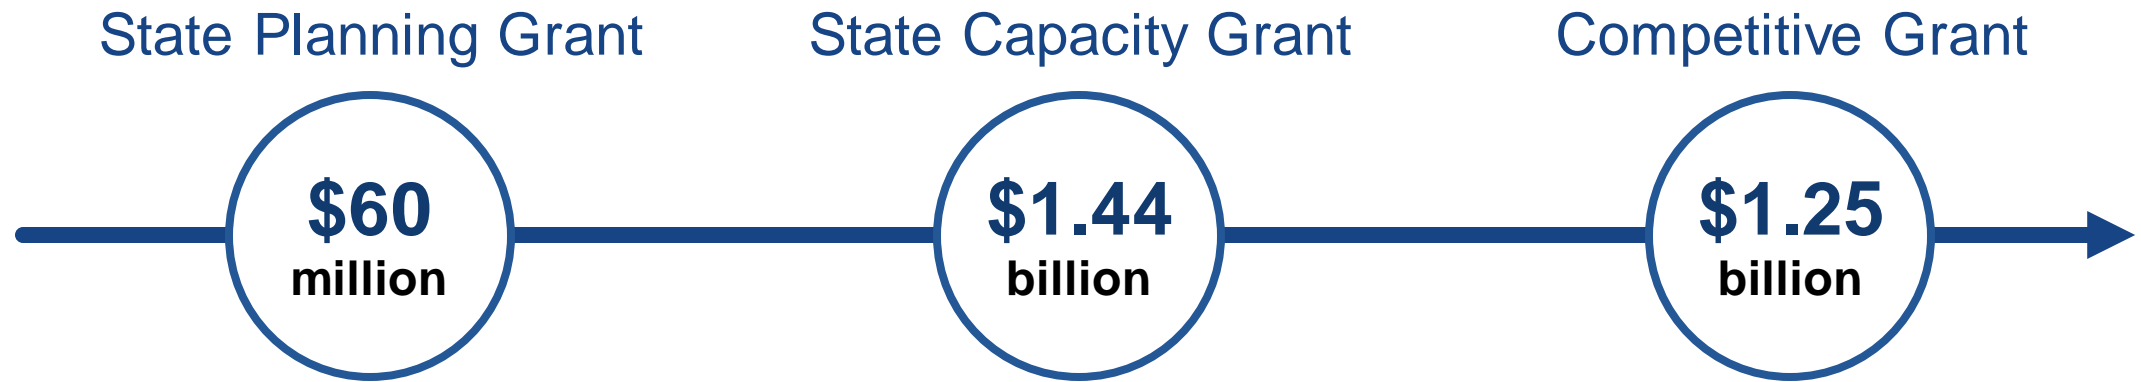 State Planning Grant
State Capacity Grant
Competitive Grant
$60
million
$1.44
billion
$1.25
billion